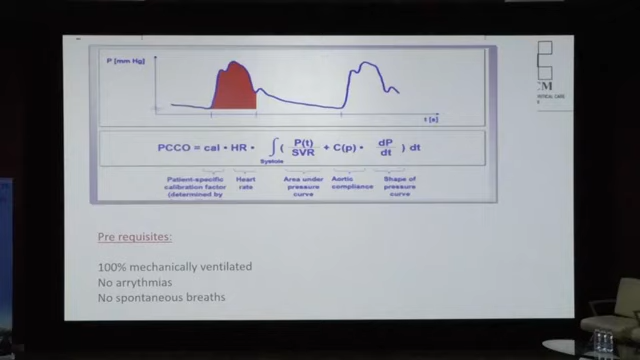 P [mm Hg]
t [s]
PCCO = cal • HR • ∫ ( P(t) / SVR + C(p) • dP / dt ) dt
Systole
Patient-specific calibration factor (determined by
Heart rate
Area under pressure curve
Aortic compliance
Shape of pressure curve
CM
Pre requisites:
100% mechanically ventilated
No arrythmias
No spontaneous breaths